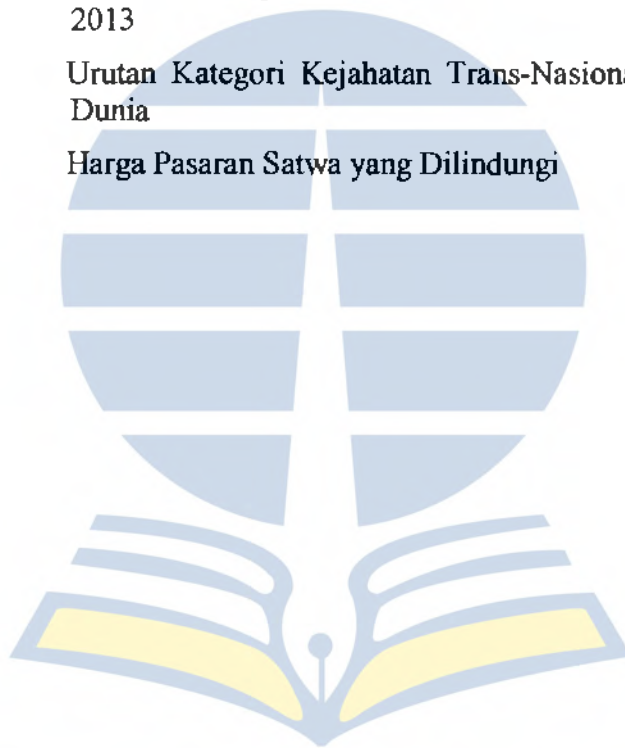 2013
Urutan Kategori Kejahatan Trans-Nasiona
Dunia
Harga Pasaran Satwa yang Dilindungi